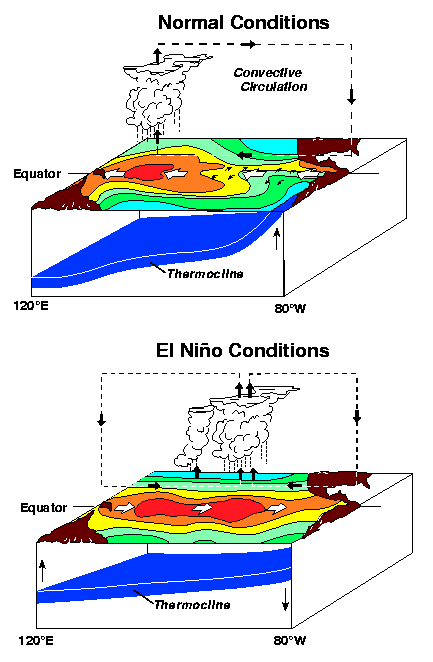 Normal Conditions
Convective
Circulation
Equator
Thermocline
120°E
80°W
El Niño Conditions
Equator
Thermocline
120°E
80°W